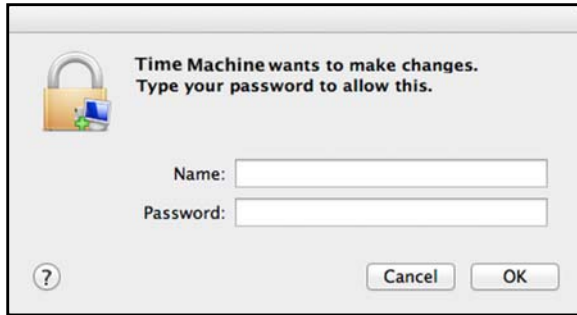 Time Machine wants to make changes.
Type your password to allow this.
Name:
Password:
?
Cancel OK